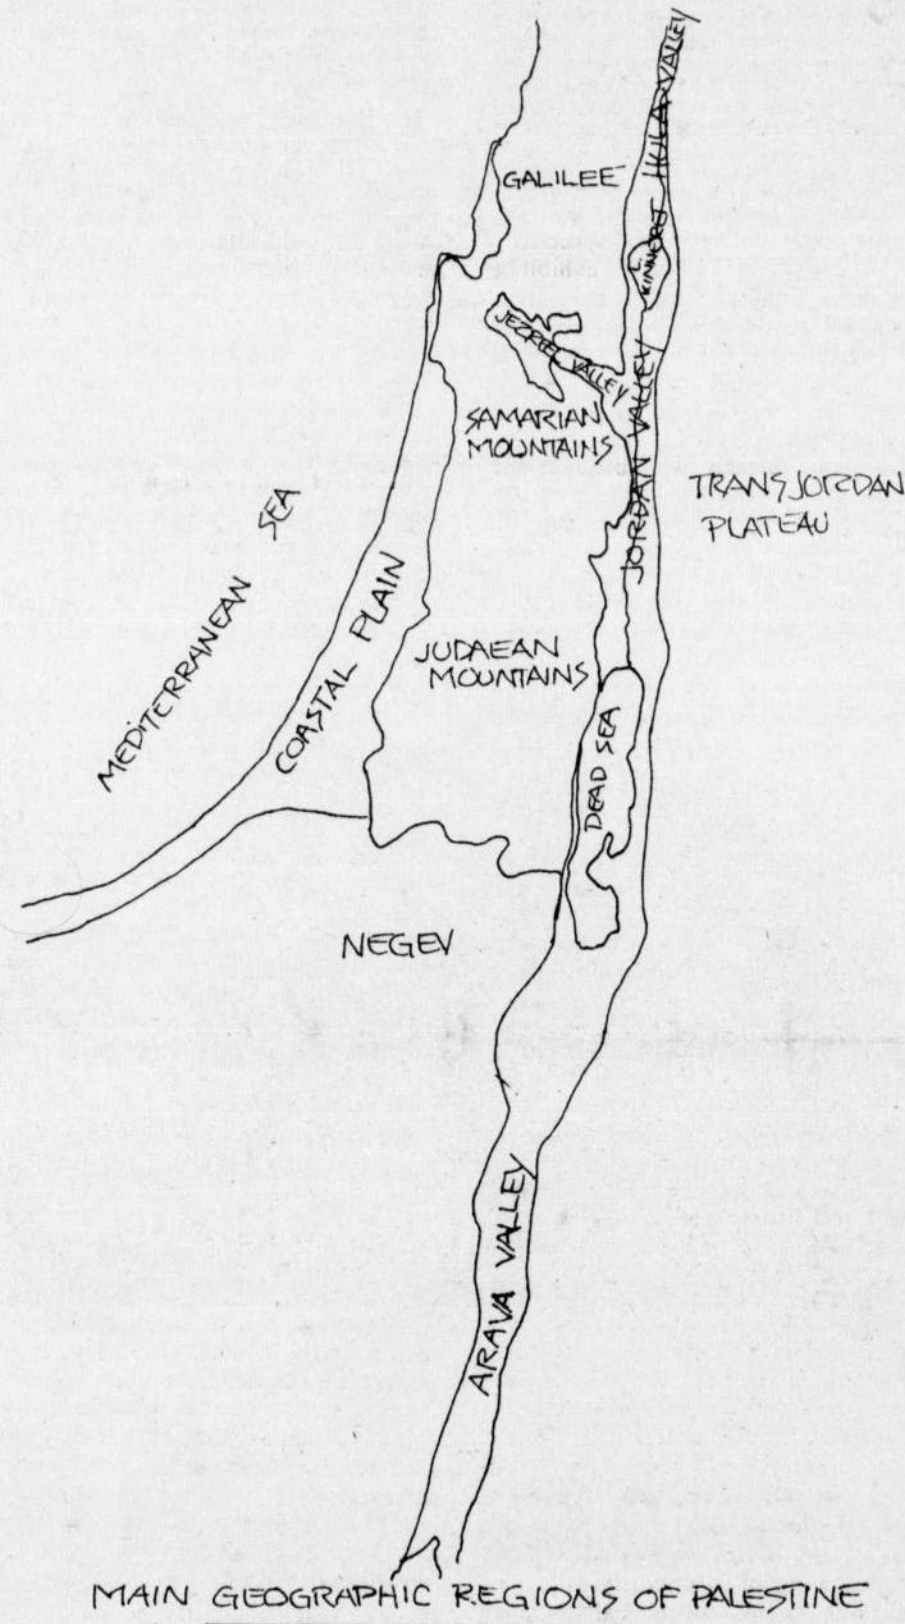 HULA VALLEY
GALILEE
KINNERET
JEZREEL VALLEY
SAMARIAN
MOUNTAINS
JORDAN VALLEY
TRANSJORDAN
PLATEAU
MEDITERRANEAN SEA
COASTAL PLAIN
JUDAEAN
MOUNTAINS
DEAD SEA
NEGEV
ARAVA VALLEY
MAIN GEOGRAPHIC REGIONS OF PALESTINE